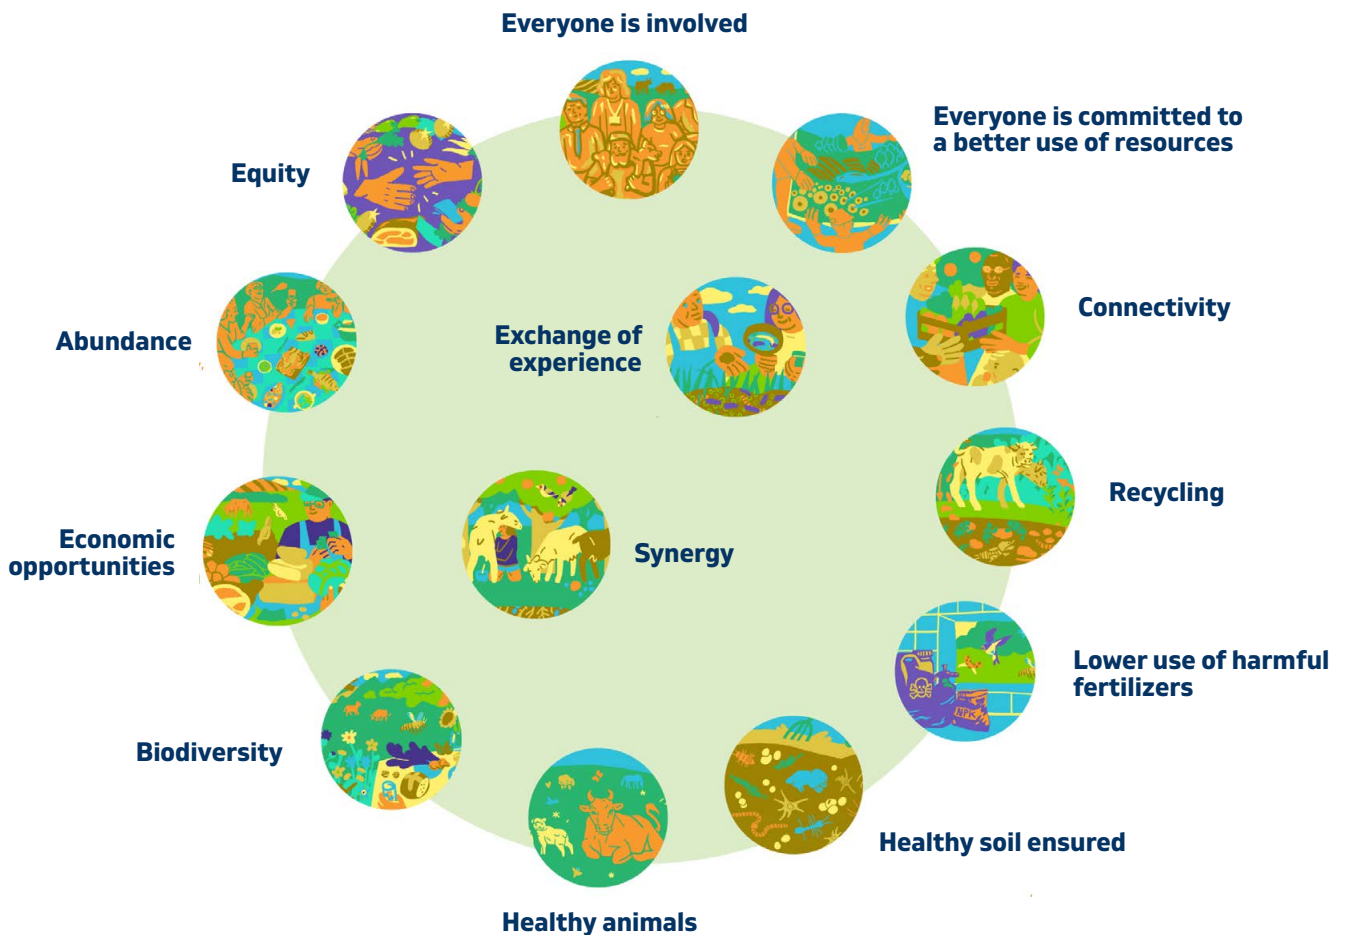 Everyone is involved
Everyone is committed to
a better use of resources
Equity
Connectivity
Exchange of
experience
Abundance
Recycling
Economic
opportunities
Synergy
Lower use of harmful
fertilizers
NPK
Biodiversity
Healthy soil ensured
Healthy animals